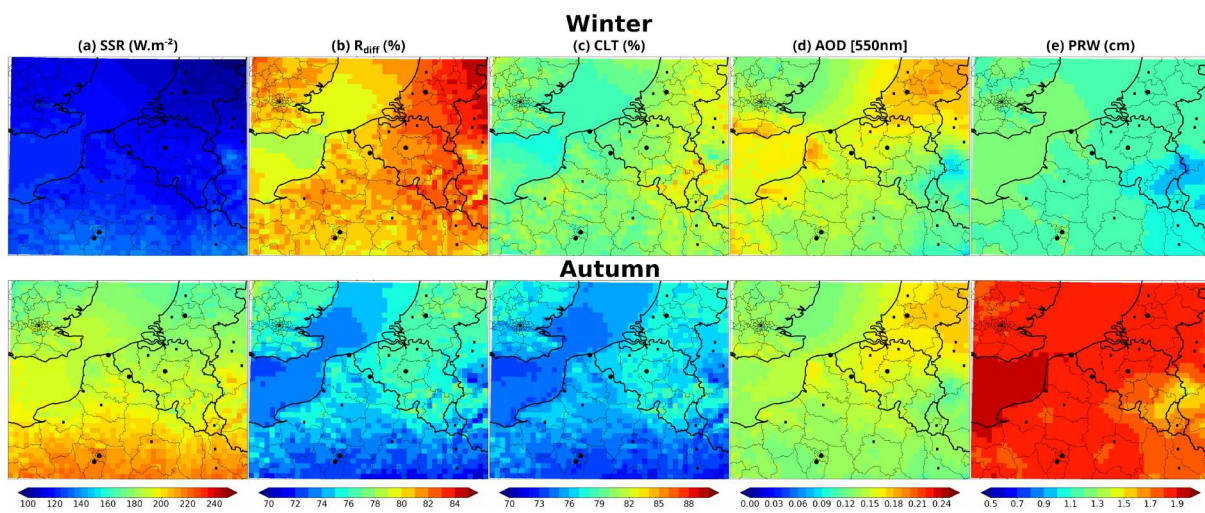 Winter
(a) SSR (W.m⁻²) (b) R_diff (%) (c) CLT (%) (d) AOD [550nm] (e) PRW (cm)
Autumn
100 120 140 160 180 200 220 240 70 72 74 76 78 80 82 84 70 73 76 79 82 85 88 0.00 0.03 0.06 0.09 0.12 0.15 0.18 0.21 0.24 0.5 0.7 0.9 1.1 1.3 1.5 1.7 1.9